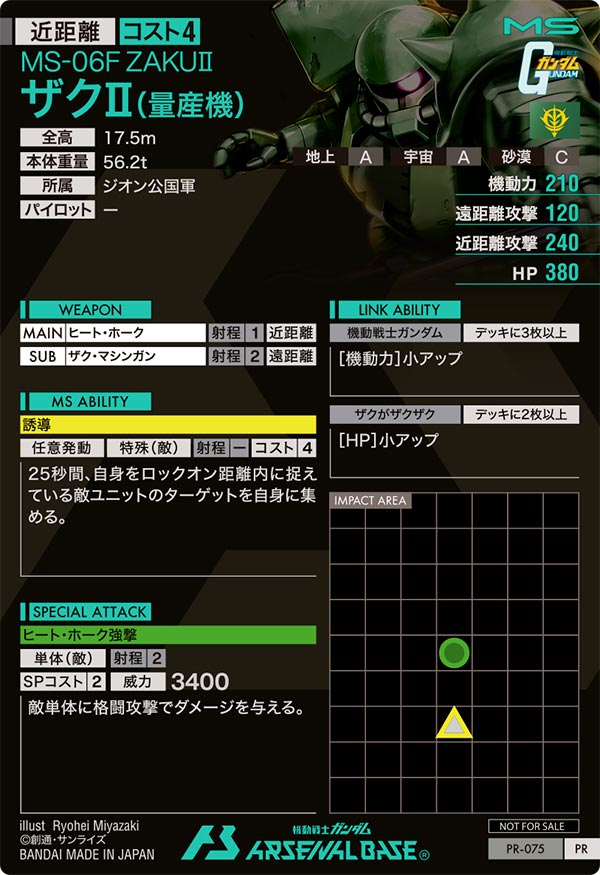 近距離 コスト4
MS
MS-06F ZAKUⅡ
機動戦士
ガンダム
GUNDAM
ザクⅡ(量産機)
全高 17.5m
本体重量 56.2t
所属 ジオン公国軍
パイロット ー
地上 A 宇宙 A 砂漠 C
機動力 210
遠距離攻撃 120
近距離攻撃 240
HP 380
WEAPON
MAIN ヒート・ホーク 射程 1 近距離
SUB ザク・マシンガン 射程 2 遠距離
MS ABILITY
誘導
任意発動 特殊(敵) 射程 ー コスト 4
25秒間、自身をロックオン距離内に捉え
ている敵ユニットのターゲットを自身に集
める。
SPECIAL ATTACK
ヒート・ホーク強撃
単体(敵) 射程 2
SPコスト 2 威力 3400
敵単体に格闘攻撃でダメージを与える。
LINK ABILITY
機動戦士ガンダム デッキに3枚以上
[機動力]小アップ
ザクがザクザク デッキに2枚以上
[HP]小アップ
IMPACT AREA
illust Ryohei Miyazaki
©創通・サンライズ
BANDAI MADE IN JAPAN
機動戦士ガンダム
AB ARSENAL BASE®
NOT FOR SALE
PR-075 PR